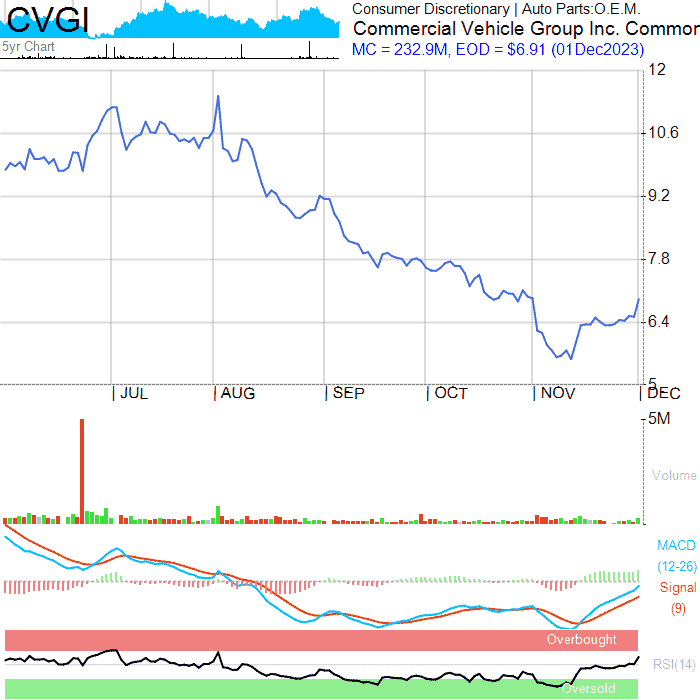 CVGI
5yr Chart
Consumer Discretionary | Auto Parts:O.E.M.
Commercial Vehicle Group Inc. Common
MC = 232.9M, EOD = $6.91 (01Dec2023)
12
10.6
9.2
7.8
6.4
5
JUL
AUG
SEP
OCT
NOV
DEC
5M
Volume
MACD
(12-26)
Signal
(9)
Overbought
RSI(14)
Oversold